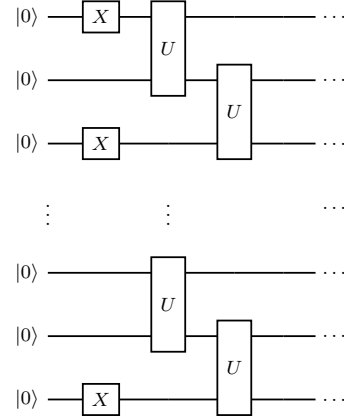 |0⟩ X ⋯
U
|0⟩ ⋯
U
|0⟩ X ⋯
⋮ ⋮ ⋯
|0⟩ ⋯
U
|0⟩ ⋯
U
|0⟩ X ⋯